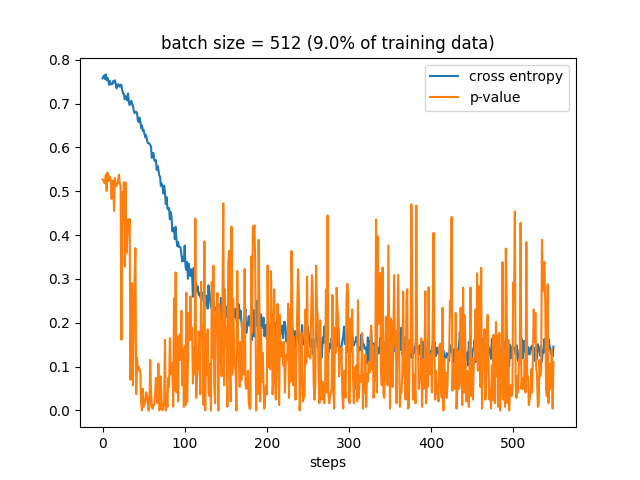 batch size = 512 (9.0% of training data)
cross entropy
p-value
0.8
0.7
0.6
0.5
0.4
0.3
0.2
0.1
0.0
0 100 200 300 400 500
steps